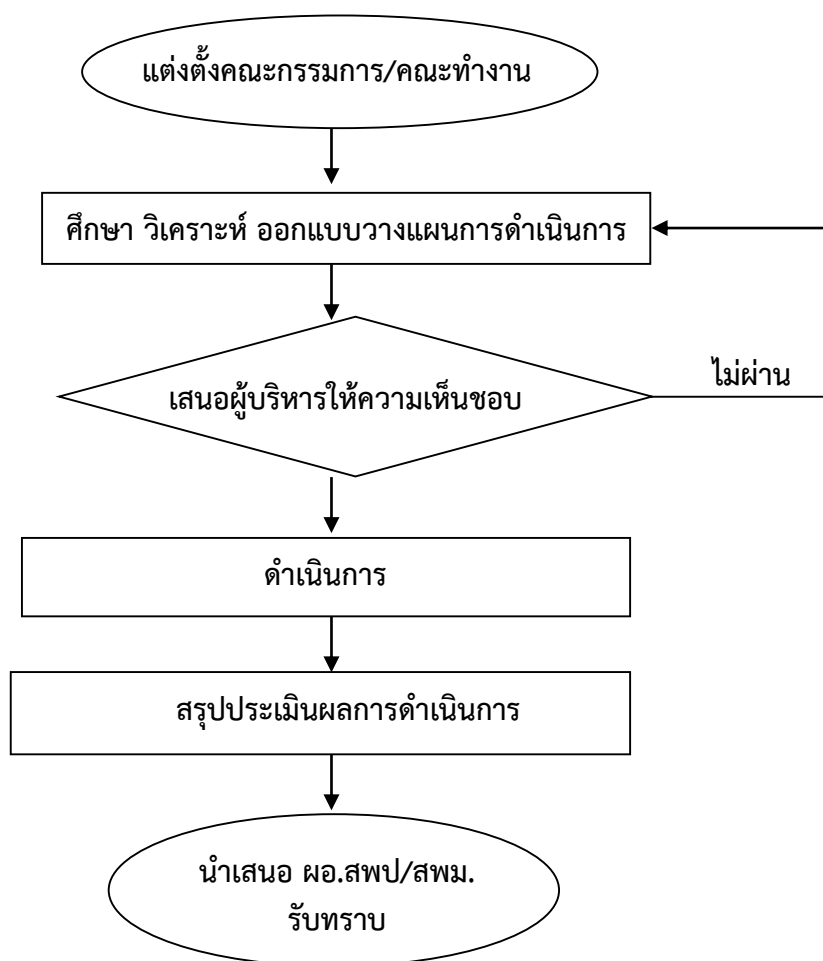 แต่งตั้งคณะกรรมการ/คณะทำงาน
ศึกษา วิเคราะห์ ออกแบบวางแผนการดำเนินการ
ไม่ผ่าน
เสนอผู้บริหารให้ความเห็นชอบ
ดำเนินการ
สรุปประเมินผลการดำเนินการ
นำเสนอ ผอ.สพป/สพม.
รับทราบ